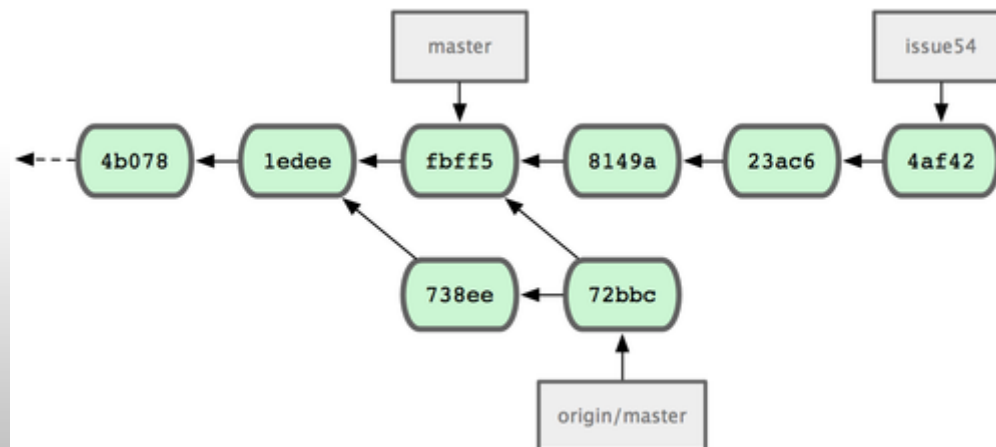 master
issue54
4b078
1edee
fbff5
8149a
23ac6
4af42
738ee
72bbc
origin/master